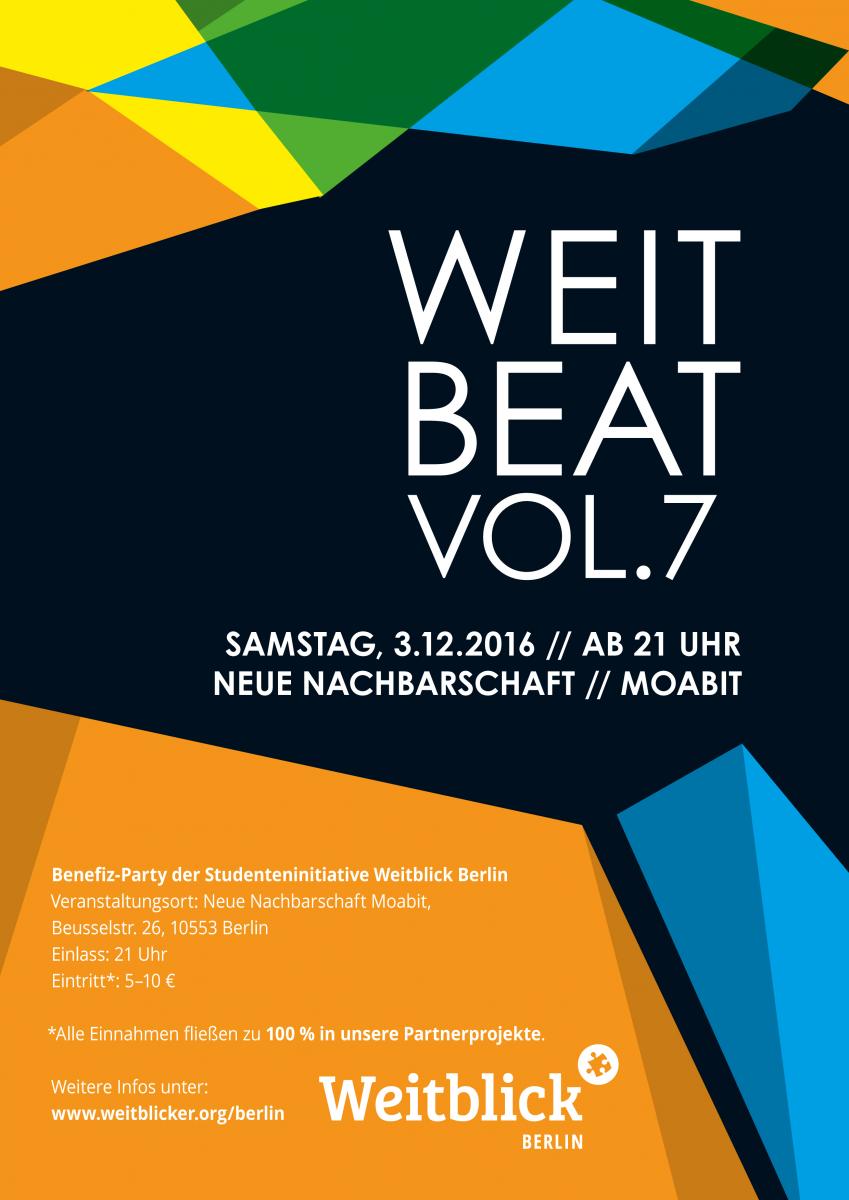 WEIT
BEAT
VOL.7
SAMSTAG, 3.12.2016 // AB 21 UHR
NEUE NACHBARSCHAFT // MOABIT
Benefiz-Party der Studenteninitiative Weitblick Berlin
Veranstaltungsort: Neue Nachbarschaft Moabit,
Beusselstr. 26, 10553 Berlin
Einlass: 21 Uhr
Eintritt*: 5–10 €
*Alle Einnahmen fließen zu 100 % in unsere Partnerprojekte.
Weitere Infos unter:
www.weitblicker.org/berlin
Weitblick
BERLIN